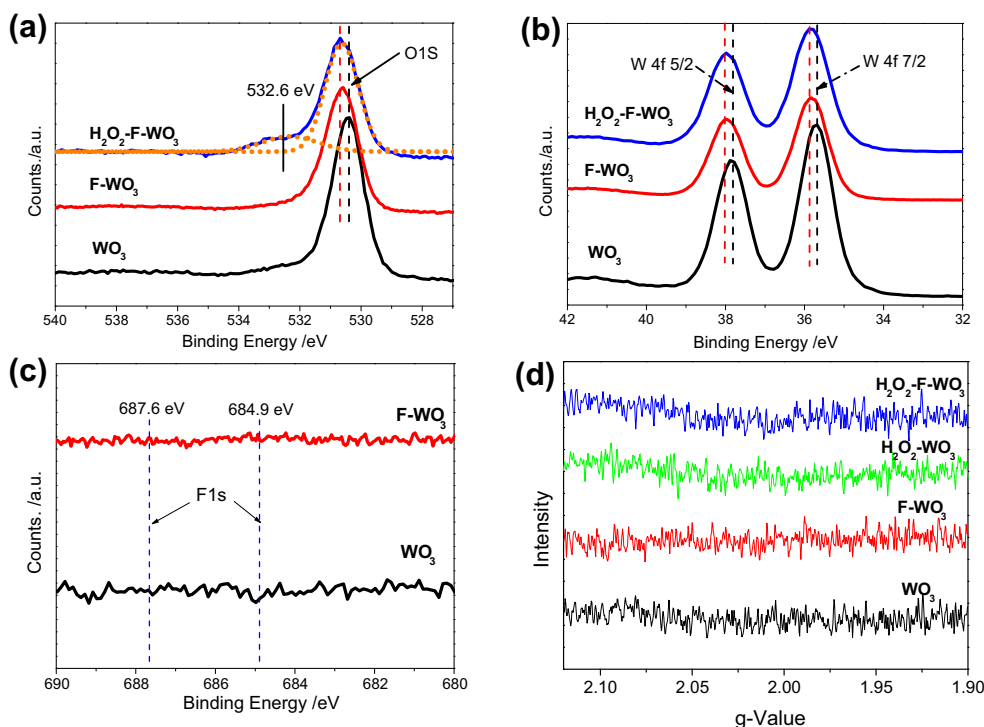 (a)
O1S
532.6 eV
H₂O₂-F-WO₃
F-WO₃
WO₃
Counts./a.u.
540 538 536 534 532 530 528
Binding Energy /eV
(b)
W 4f 5/2
W 4f 7/2
H₂O₂-F-WO₃
F-WO₃
WO₃
Counts./a.u.
42 40 38 36 34 32
Binding Energy /eV
(c)
687.6 eV 684.9 eV
F-WO₃
F1s
WO₃
Counts. /a.u.
690 688 686 684 682 680
Binding Energy /eV
(d)
H₂O₂-F-WO₃
H₂O₂-WO₃
F-WO₃
WO₃
Intensity
2.10 2.05 2.00 1.95 1.90
g-Value